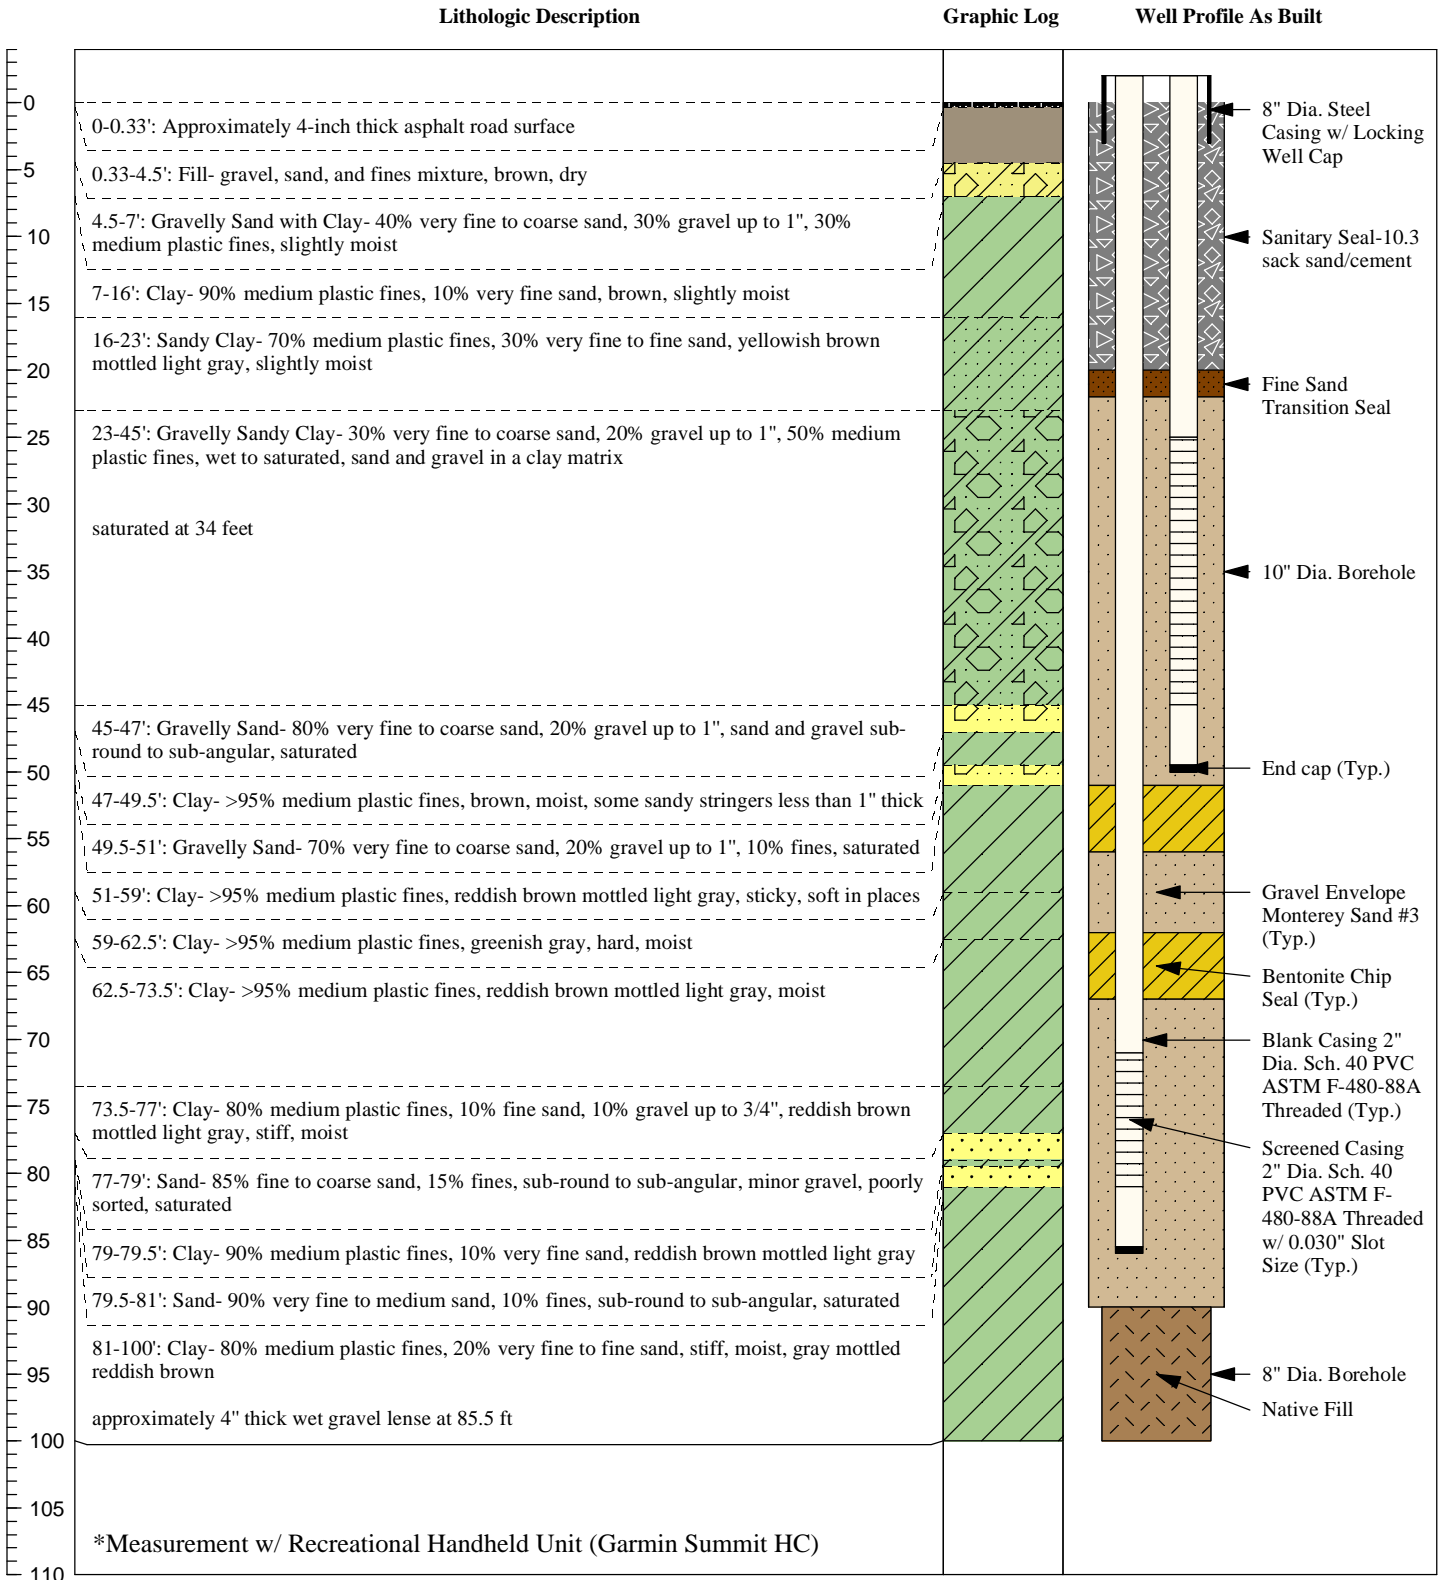 Lithologic Description
Graphic Log
Well Profile As Built
0
5
10
15
20
25
30
35
40
45
50
55
60
65
70
75
80
85
90
95
100
105
110
0-0.33': Approximately 4-inch thick asphalt road surface
0.33-4.5': Fill- gravel, sand, and fines mixture, brown, dry
4.5-7': Gravelly Sand with Clay- 40% very fine to coarse sand, 30% gravel up to 1", 30%
medium plastic fines, slightly moist
7-16': Clay- 90% medium plastic fines, 10% very fine sand, brown, slightly moist
16-23': Sandy Clay- 70% medium plastic fines, 30% very fine to fine sand, yellowish brown
mottled light gray, slightly moist
23-45': Gravelly Sandy Clay- 30% very fine to coarse sand, 20% gravel up to 1", 50% medium
plastic fines, wet to saturated, sand and gravel in a clay matrix
saturated at 34 feet
45-47': Gravelly Sand- 80% very fine to coarse sand, 20% gravel up to 1", sand and gravel sub-
round to sub-angular, saturated
47-49.5': Clay- >95% medium plastic fines, brown, moist, some sandy stringers less than 1" thick
49.5-51': Gravelly Sand- 70% very fine to coarse sand, 20% gravel up to 1", 10% fines, saturated
51-59': Clay- >95% medium plastic fines, reddish brown mottled light gray, sticky, soft in places
59-62.5': Clay- >95% medium plastic fines, greenish gray, hard, moist
62.5-73.5': Clay- >95% medium plastic fines, reddish brown mottled light gray, moist
73.5-77': Clay- 80% medium plastic fines, 10% fine sand, 10% gravel up to 3/4", reddish brown
mottled light gray, stiff, moist
77-79': Sand- 85% fine to coarse sand, 15% fines, sub-round to sub-angular, minor gravel, poorly
sorted, saturated
79-79.5': Clay- 90% medium plastic fines, 10% very fine sand, reddish brown mottled light gray
79.5-81': Sand- 90% very fine to medium sand, 10% fines, sub-round to sub-angular, saturated
81-100': Clay- 80% medium plastic fines, 20% very fine to fine sand, stiff, moist, gray mottled
reddish brown
approximately 4" thick wet gravel lense at 85.5 ft
*Measurement w/ Recreational Handheld Unit (Garmin Summit HC)
8" Dia. Steel
Casing w/ Locking
Well Cap
Sanitary Seal-10.3
sack sand/cement
Fine Sand
Transition Seal
10" Dia. Borehole
End cap (Typ.)
Gravel Envelope
Monterey Sand #3
(Typ.)
Bentonite Chip
Seal (Typ.)
Blank Casing 2"
Dia. Sch. 40 PVC
ASTM F-480-88A
Threaded (Typ.)
Screened Casing
2" Dia. Sch. 40
PVC ASTM F-
480-88A Threaded
w/ 0.030" Slot
Size (Typ.)
8" Dia. Borehole
Native Fill